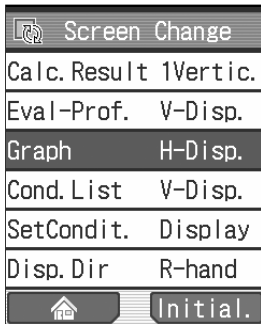 Screen Change
Calc.Result 1Vertic.
Eval-Prof. V-Disp.
Graph H-Disp.
Cond.List V-Disp.
SetCondit. Display
Disp.Dir R-hand
Initial.